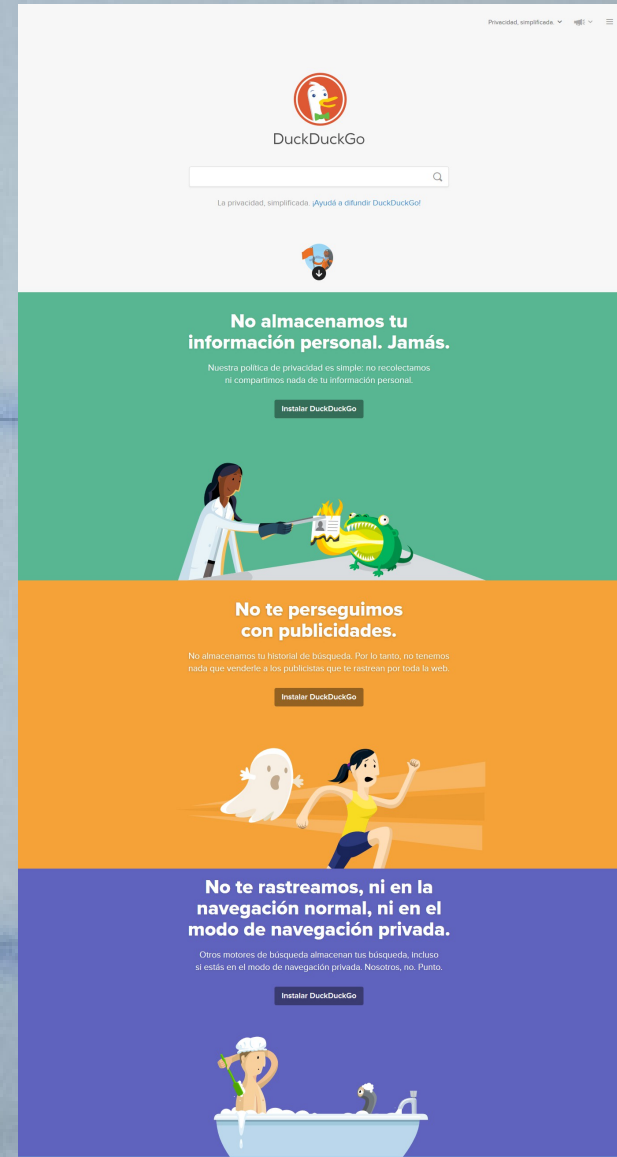 Privacidad, simplificada.
DuckDuckGo
La privacidad, simplificada. ¡Ayudá a difundir DuckDuckGo!
No almacenamos tu
información personal. Jamás.
Nuestra política de privacidad es simple: no recolectamos
ni compartimos nada de tu información personal.
Instalar DuckDuckGo
No te perseguimos
con publicidades.
No almacenamos tu historial de búsqueda. Por lo tanto, no tenemos
nada que venderle a los publicistas que te rastrean por toda la web.
Instalar DuckDuckGo
No te rastreamos, ni en la
navegación normal, ni en el
modo de navegación privada.
Otros motores de búsqueda almacenan tus búsqueda, incluso
si estás en el modo de navegación privada. Nosotros, no. Punto.
Instalar DuckDuckGo